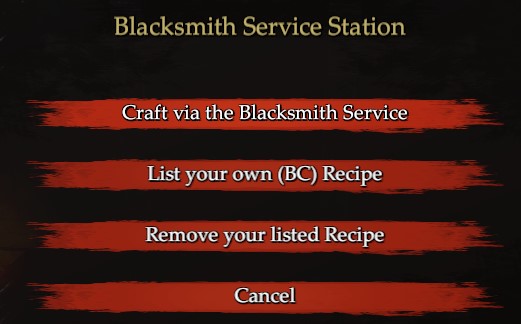 Blacksmith Service Station
Craft via the Blacksmith Service
List your own (BC) Recipe
Remove your listed Recipe
Cancel